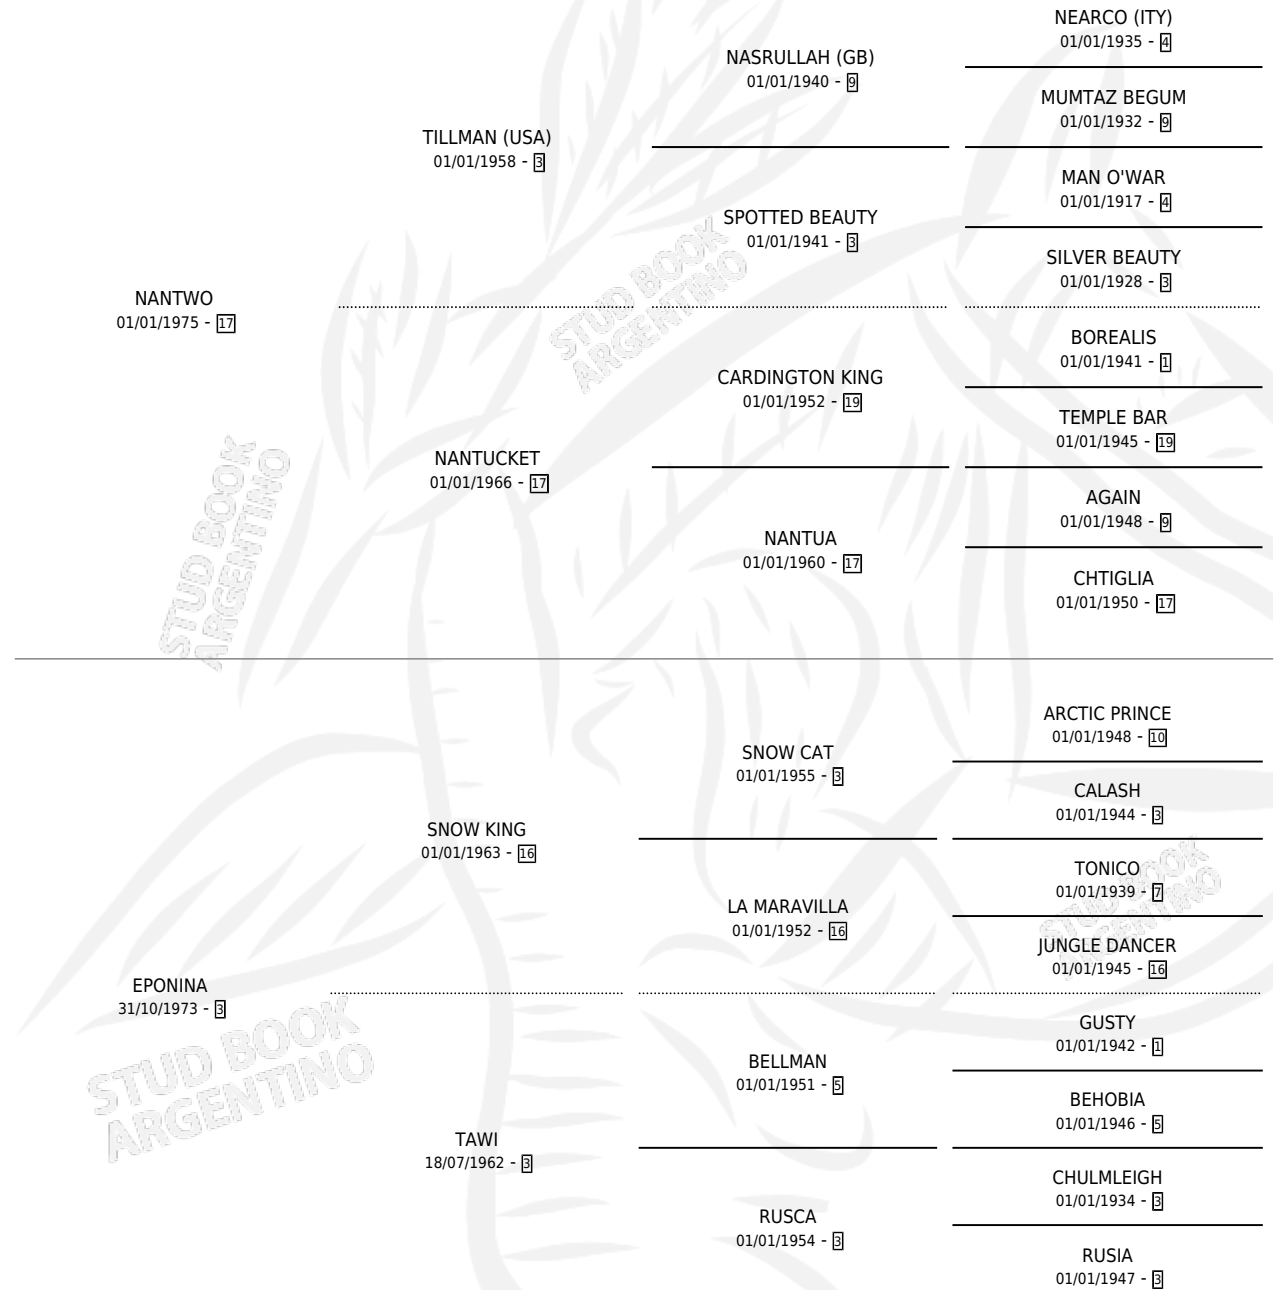 NEARCO (ITY)
01/01/1935 - 4
NASRULLAH (GB)
01/01/1940 - 9
MUMTAZ BEGUM
01/01/1932 - 9
TILLMAN (USA)
01/01/1958 - 3
MAN O'WAR
01/01/1917 - 4
SPOTTED BEAUTY
01/01/1941 - 3
SILVER BEAUTY
01/01/1928 - 3
NANTWO
01/01/1975 - 17
BOREALIS
01/01/1941 - 1
CARDINGTON KING
01/01/1952 - 19
TEMPLE BAR
01/01/1945 - 19
NANTUCKET
01/01/1966 - 17
AGAIN
01/01/1948 - 9
NANTUA
01/01/1960 - 17
CHTIGLIA
01/01/1950 - 17
ARCTIC PRINCE
01/01/1948 - 10
SNOW CAT
01/01/1955 - 3
CALASH
01/01/1944 - 3
SNOW KING
01/01/1963 - 16
TONICO
01/01/1939 - 7
LA MARAVILLA
01/01/1952 - 16
JUNGLE DANCER
01/01/1945 - 16
EPONINA
31/10/1973 - 3
GUSTY
01/01/1942 - 1
BELLMAN
01/01/1951 - 5
BEHOBIA
01/01/1946 - 5
TAWI
18/07/1962 - 3
CHULMLEIGH
01/01/1934 - 3
RUSCA
01/01/1954 - 3
RUSIA
01/01/1947 - 3
STUD BOOK
ARGENTINO
STUD BOOK
ARGENTINO
STUD BOOK
ARGENTINO
STUD BOOK
ARGENTINO